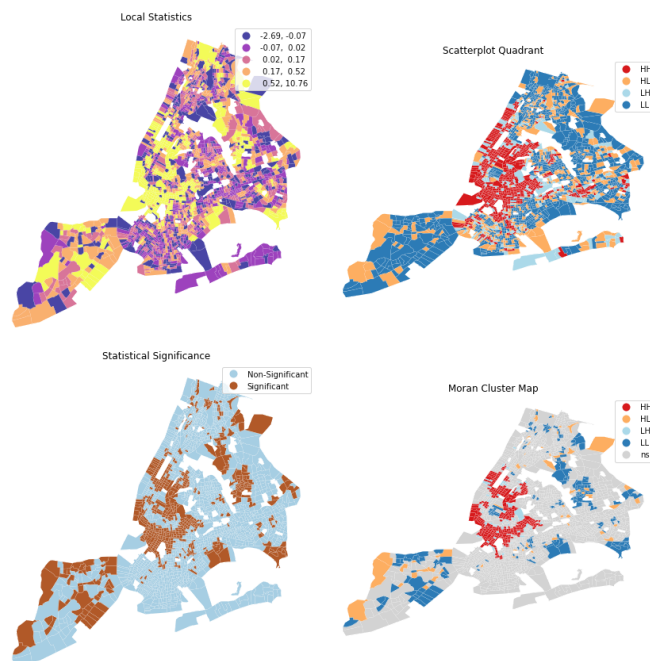 Local Statistics
-2.69, -0.07
-0.07, 0.02
0.02, 0.17
0.17, 0.52
0.52, 10.76
Scatterplot Quadrant
HH
HL
LH
LL
Statistical Significance
Non-Significant
Significant
Moran Cluster Map
HH
HL
LH
LL
ns